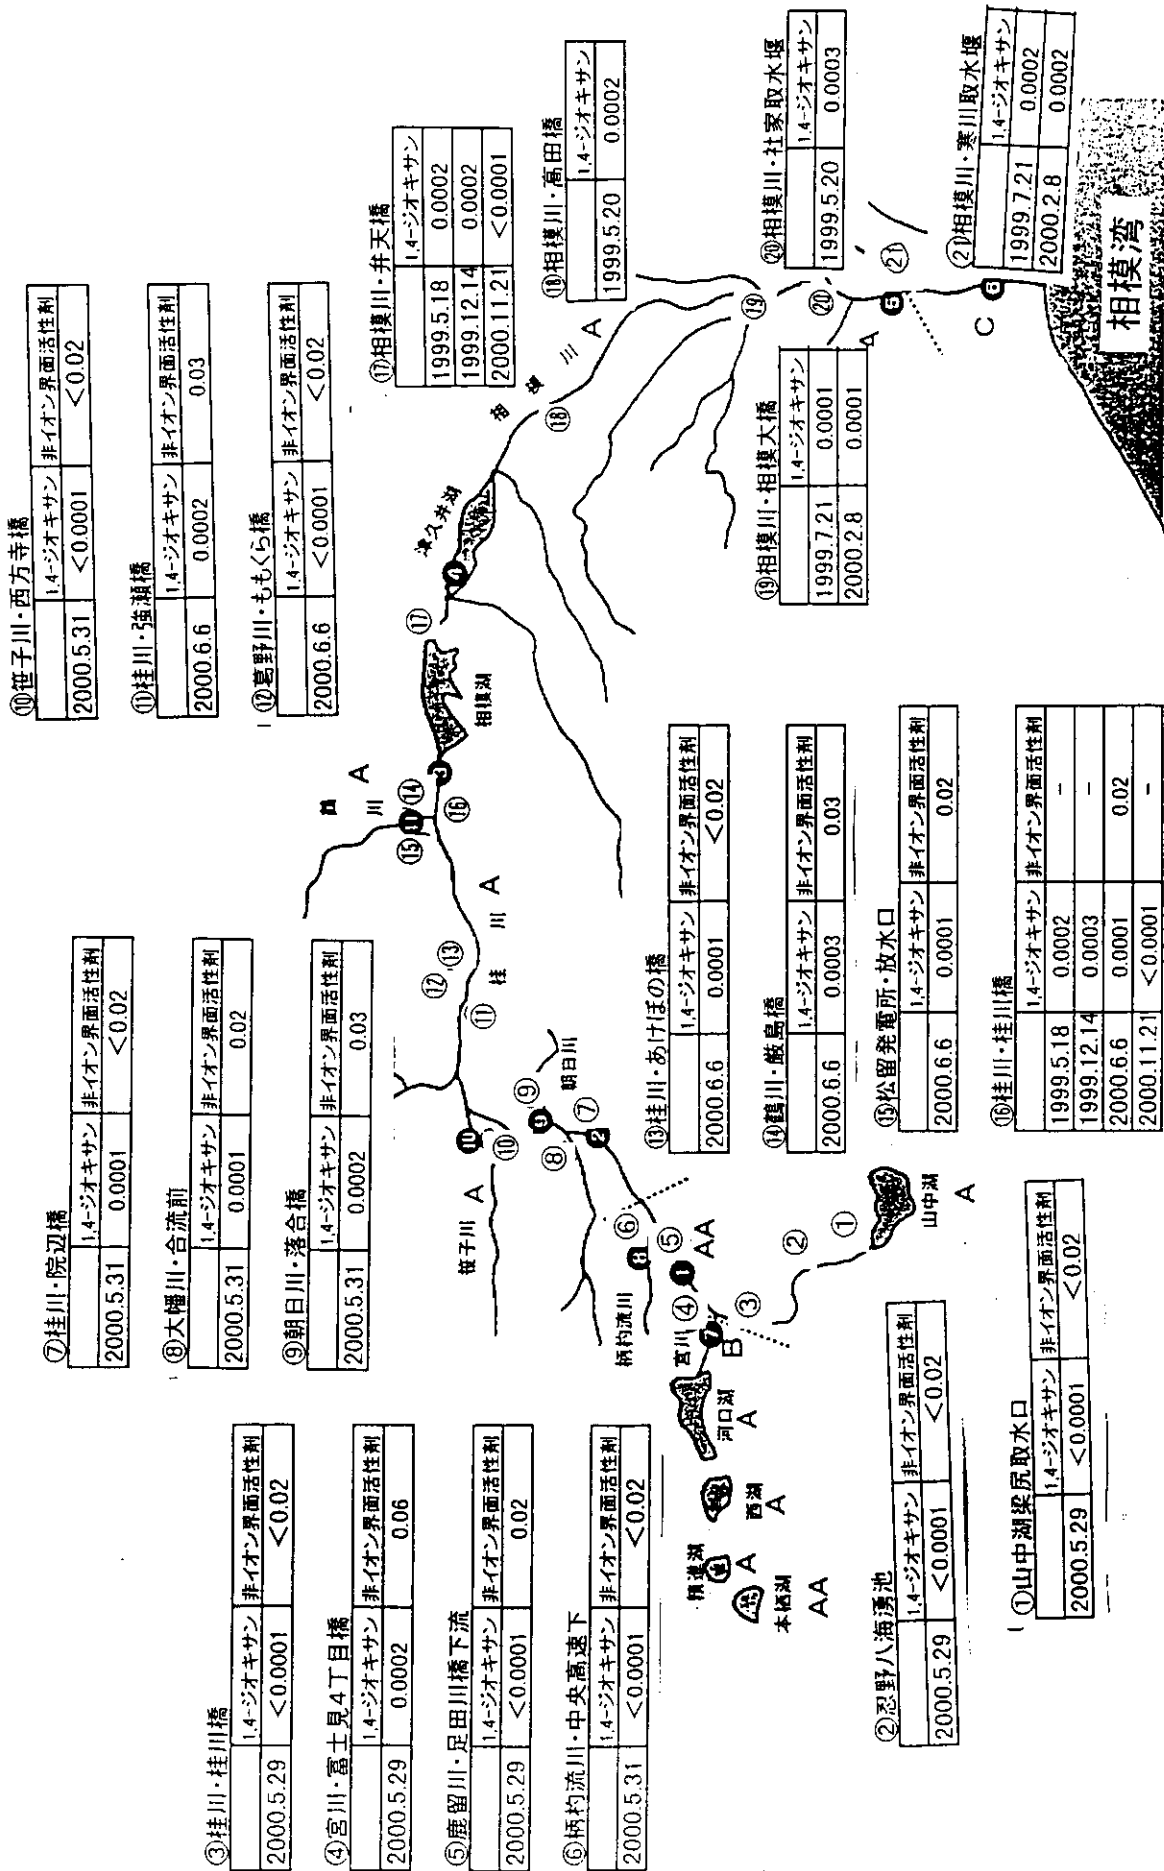 ③桂川・桂川橋
1,4-ジオキサン 非イオン界面活性剤
2000.5.29 <0.0001 <0.02
④宮川・富士見4丁目橋
1,4-ジオキサン 非イオン界面活性剤
2000.5.29 0.0002 0.06
⑤鹿留川・足田川橋下流
1,4-ジオキサン 非イオン界面活性剤
2000.5.29 <0.0001 0.02
⑥柄杓流川・中央高速下
1,4-ジオキサン 非イオン界面活性剤
2000.5.31 <0.0001 <0.02
⑦桂川・院辺橋
1,4-ジオキサン 非イオン界面活性剤
2000.5.31 0.0001 <0.02
⑧大幡川・合流前
1,4-ジオキサン 非イオン界面活性剤
2000.5.31 0.0001 0.02
⑨朝日川・落合橋
1,4-ジオキサン 非イオン界面活性剤
2000.5.31 0.0002 0.03
⑩笹子川・西方寺橋
1,4-ジオキサン 非イオン界面活性剤
2000.5.31 <0.0001 <0.02
⑪桂川・強瀬橋
1,4-ジオキサン 非イオン界面活性剤
2000.6.6 0.0002 0.03
⑫葛野川・ももくら橋
1,4-ジオキサン 非イオン界面活性剤
2000.6.6 <0.0001 <0.02
⑰相模川・弁天橋
1,4-ジオキサン
1999.5.18 0.0002
1999.12.14 0.0002
2000.11.21 <0.0001
⑱相模川・高田橋
1,4-ジオキサン
1999.5.20 0.0002
⑳相模川・社家取水堰
1,4-ジオキサン
1999.5.20 0.0003
㉑相模川・寒川取水堰
1,4-ジオキサン
1999.7.21 0.0002
2000.2.8 0.0002
⑲相模川・相模大橋
1,4-ジオキサン
1999.7.21 0.0001
2000.2.8 0.0001
⑬桂川・あけぼの橋
1,4-ジオキサン 非イオン界面活性剤
2000.6.6 0.0001 <0.02
⑭鶴川・厳島橋
1,4-ジオキサン 非イオン界面活性剤
2000.6.6 0.0003 0.03
⑮松留発電所・放水口
1,4-ジオキサン 非イオン界面活性剤
2000.6.6 0.0001 0.02
⑯桂川・桂川橋
1,4-ジオキサン 非イオン界面活性剤
1999.5.18 0.0002 -
1999.12.14 0.0003 -
2000.6.6 0.0001 0.02
2000.11.21 <0.0001 -
②忍野八海湧池
1,4-ジオキサン 非イオン界面活性剤
2000.5.29 <0.0001 <0.02
①山中湖梁尻取水口
1,4-ジオキサン 非イオン界面活性剤
2000.5.29 <0.0001 <0.02
本栖湖
AA
精進湖
A
西湖
A
河口湖
A
宮川
B
❼
④
③
❶
⑤
AA
柄杓流川
❽
⑥
②
①
山中湖
A
笹子川
A
❿
⑩
⑧
❾
⑨
朝日川
❷
⑦
⑪
⑫
⑬
桂川
A
鶴川
A
⑮
⑭
⑯
❸
相模湖
⑰
津久井湖
❹
⑱
相模川
A
⑲
⑳
A
❺
㉑
C
❻
相模湾